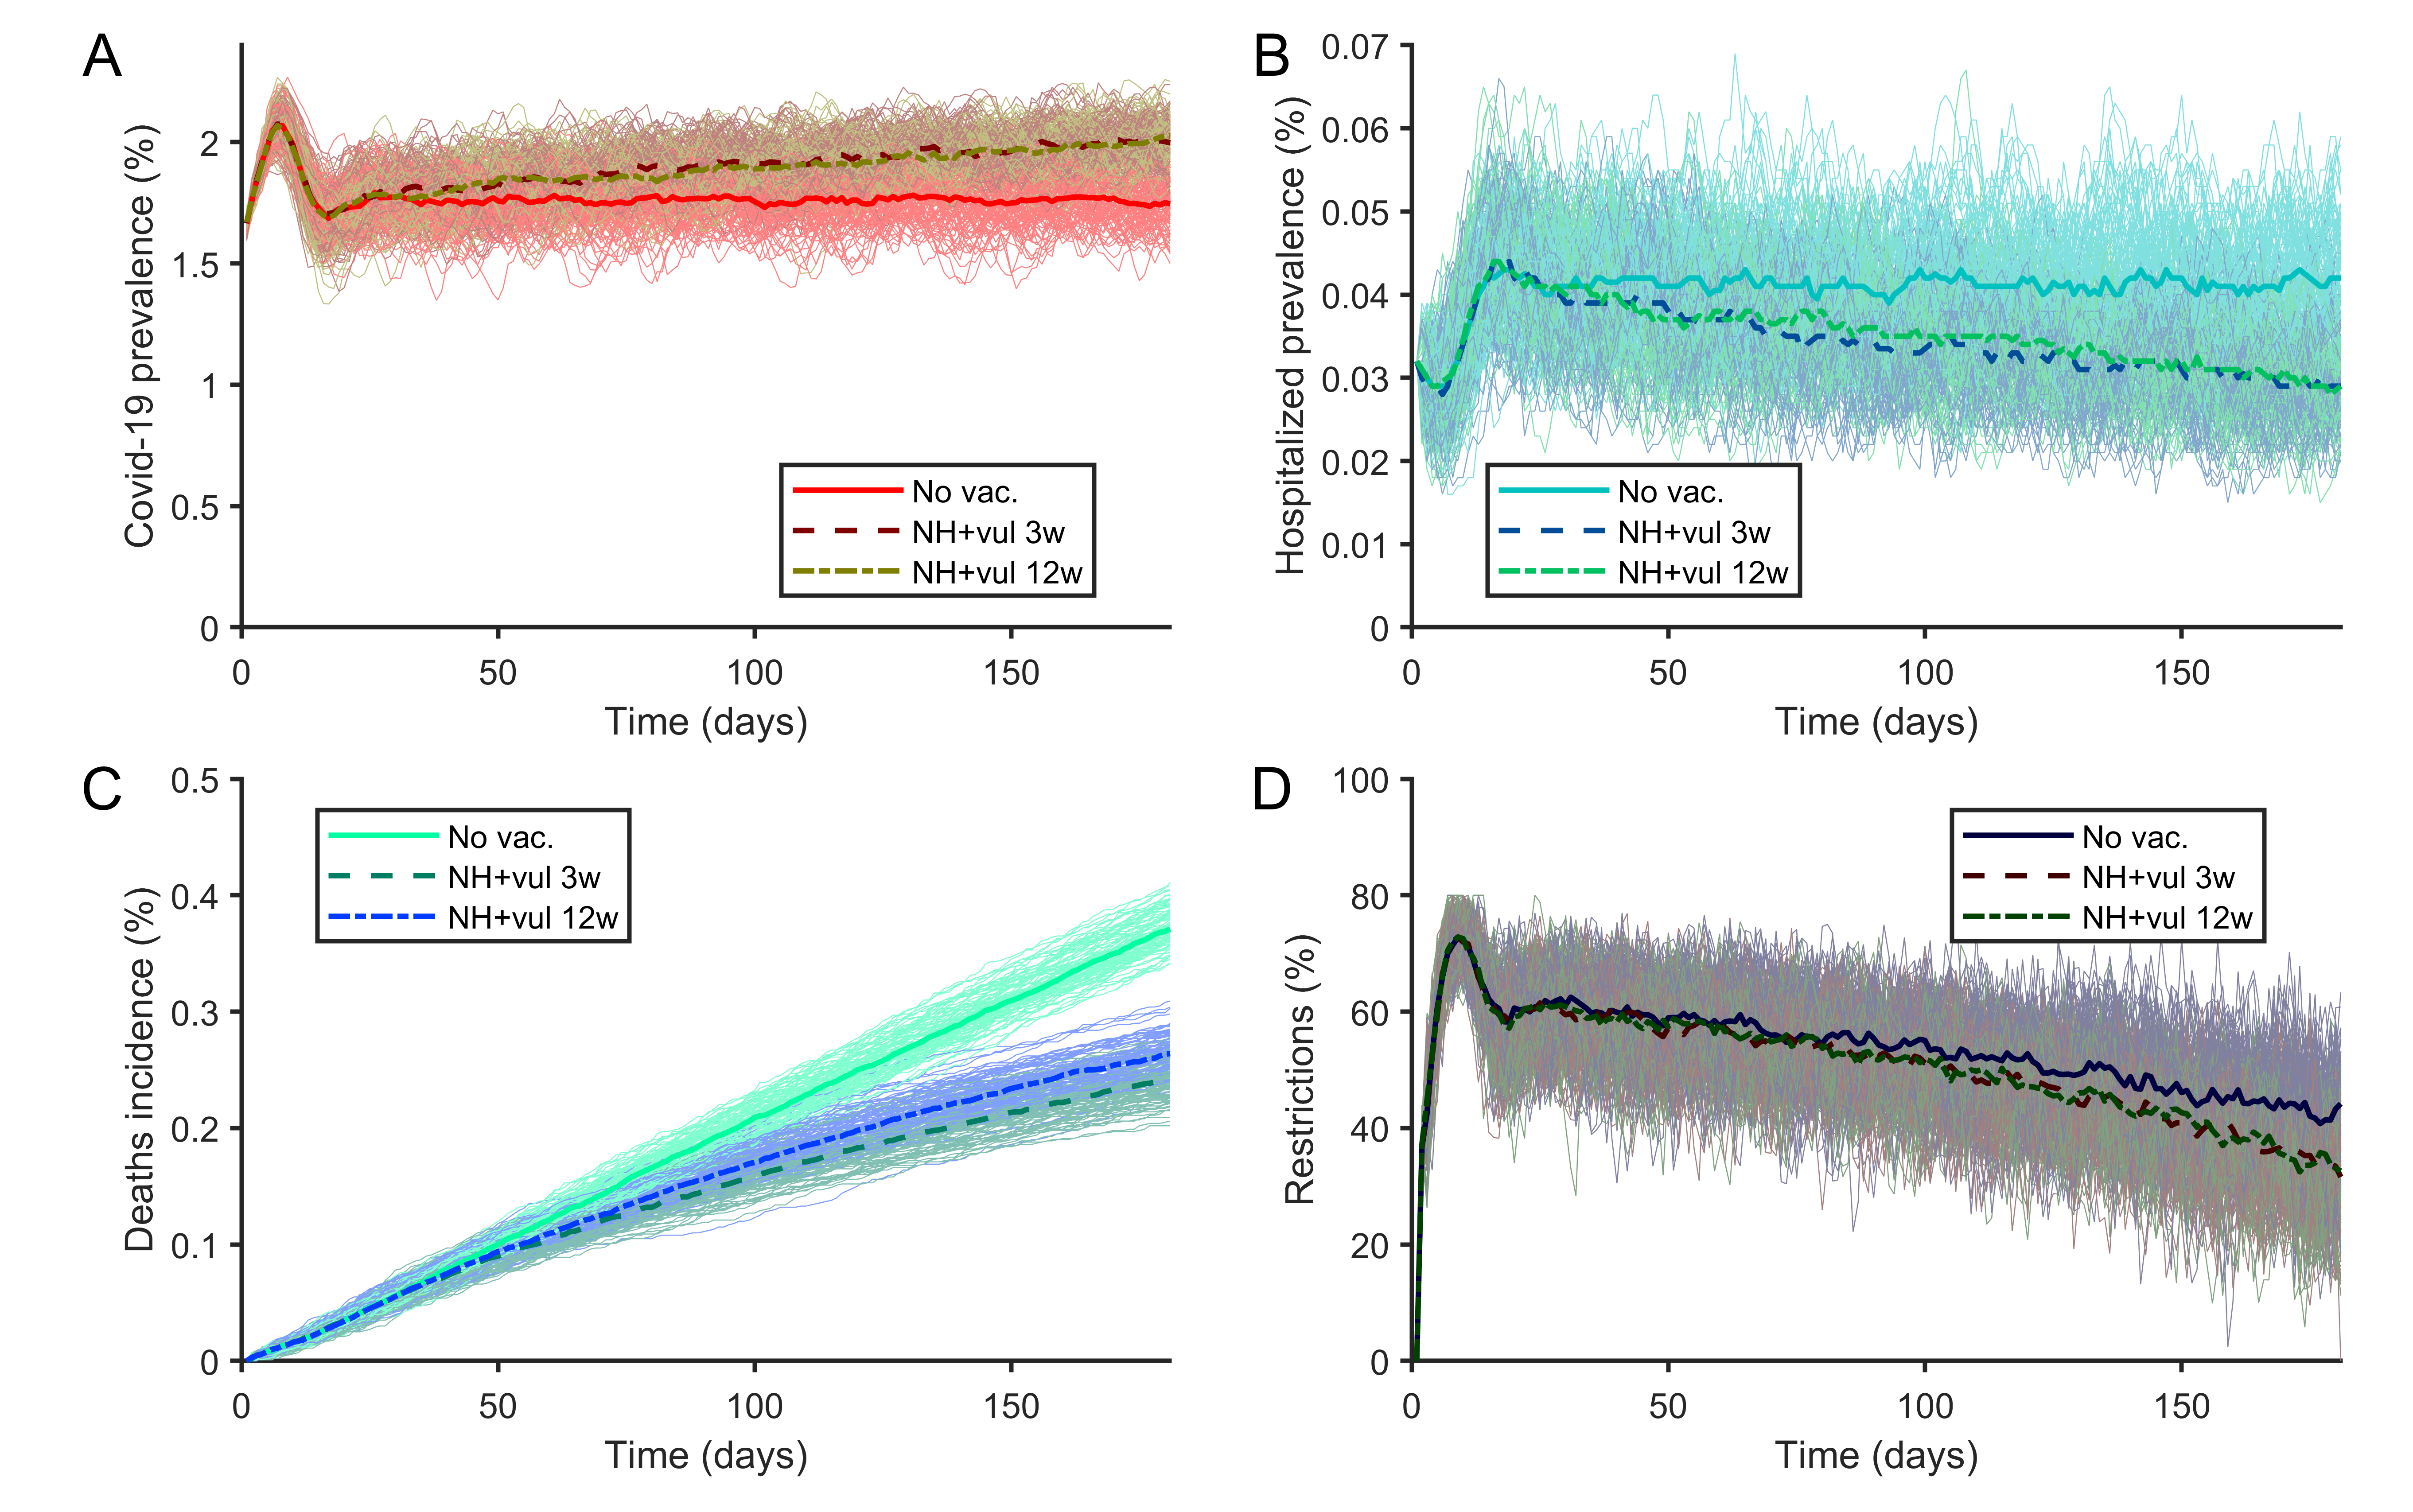 A
Covid-19 prevalence (%)
2
1.5
1
0.5
0
0 50 100 150
Time (days)
No vac.
NH+vul 3w
NH+vul 12w
B
Hospitalized prevalence (%)
0.07
0.06
0.05
0.04
0.03
0.02
0.01
0
0 50 100 150
Time (days)
No vac.
NH+vul 3w
NH+vul 12w
C
Deaths incidence (%)
0.5
0.4
0.3
0.2
0.1
0
0 50 100 150
Time (days)
No vac.
NH+vul 3w
NH+vul 12w
D
Restrictions (%)
100
80
60
40
20
0
0 50 100 150
Time (days)
No vac.
NH+vul 3w
NH+vul 12w